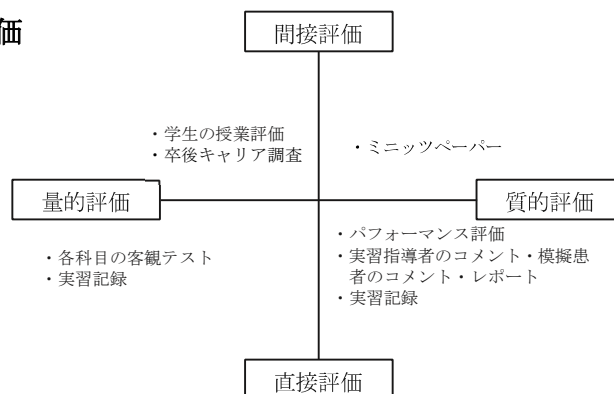 価
間接評価
・学生の授業評価
・卒後キャリア調査
・ミニッツペーパー
量的評価
質的評価
・各科目の客観テスト
・実習記録
・パフォーマンス評価
・実習指導者のコメント・模擬患
者のコメント・レポート
・実習記録
直接評価